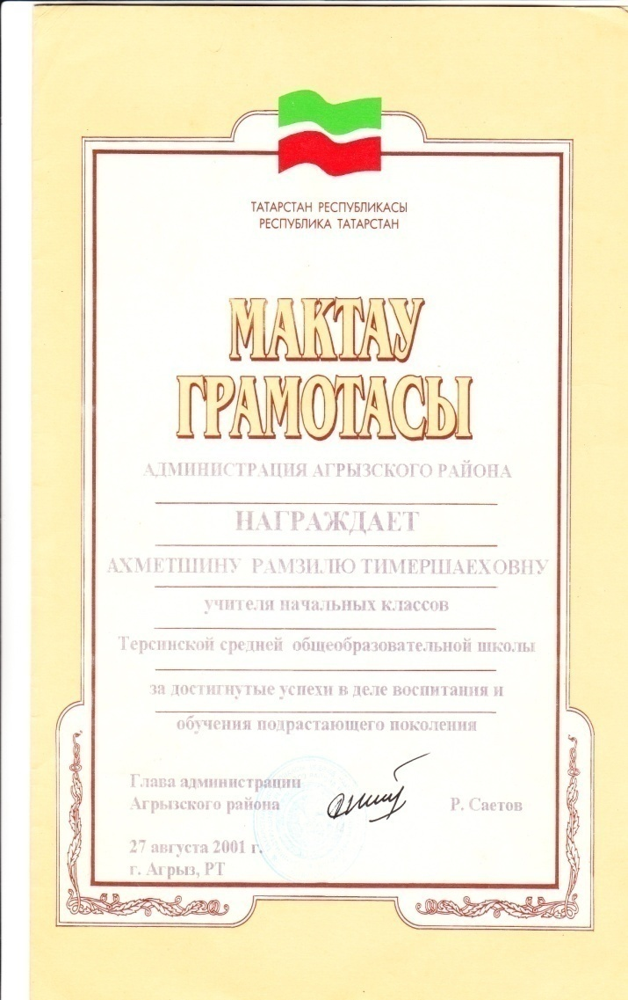 ТАТАРСТАН РЕСПУБЛИКАСЫ
РЕСПУБЛИКА ТАТАРСТАН
МАКТАУ
ГРАМОТАСЫ
АДМИНИСТРАЦИЯ АГРЫЗСКОГО РАЙОНА
НАГРАЖДАЕТ
АХМЕТШИНУ РАМЗИЛЮ ТИМЕРШАЕХОВНУ
учителя начальных классов
Терсинской средней общеобразовательной школы
за достигнутые успехи в деле воспитания и
обучения подрастающего поколения
Глава администрации
Агрызского района Р. Саетов
27 августа 2001 г.
г. Агрыз, РТ